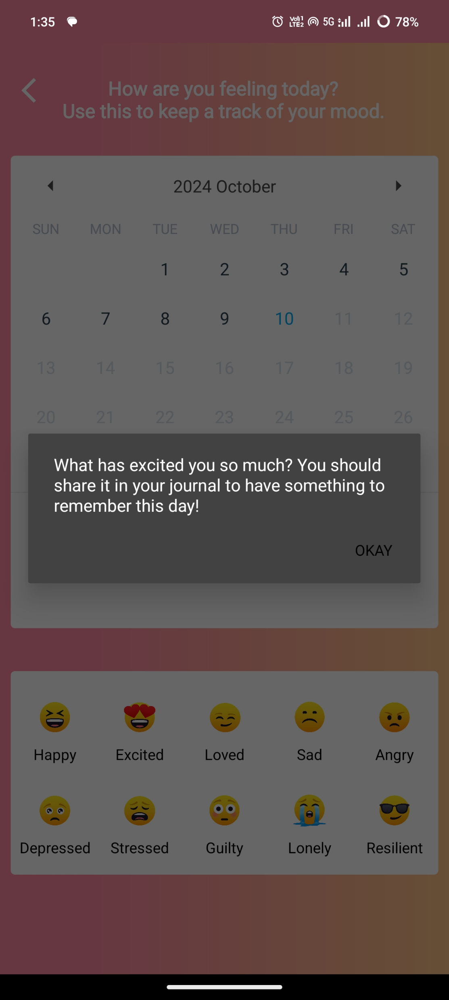 1:35
Vo)) 1
LTE2
5G
78%
How are you feeling today?
Use this to keep a track of your mood.
2024 October
SUN MON TUE WED THU FRI SAT
1 2 3 4 5
6 7 8 9 10 11 12
13 14 15 16 17 18 19
20 21 22 23 24 25 26
What has excited you so much? You should
share it in your journal to have something to
remember this day!
OKAY
Happy Excited Loved Sad Angry
Depressed Stressed Guilty Lonely Resilient